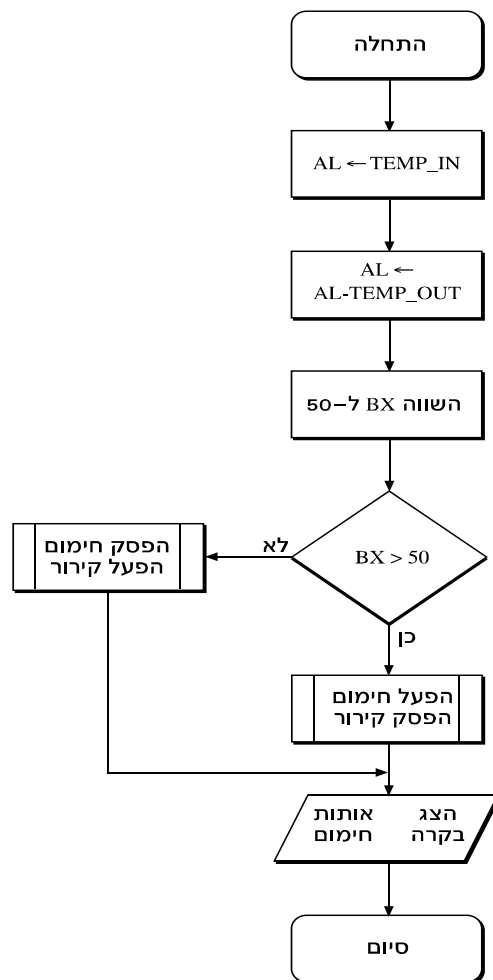 התחלה
AL ← TEMP_IN
AL ←
AL-TEMP_OUT
השווה BX ל-50
BX > 50
לא
הפסק חימום
הפעל קירור
כן
הפעל חימום
הפסק קירור
הצג אותות
בקרה חימום
סיום